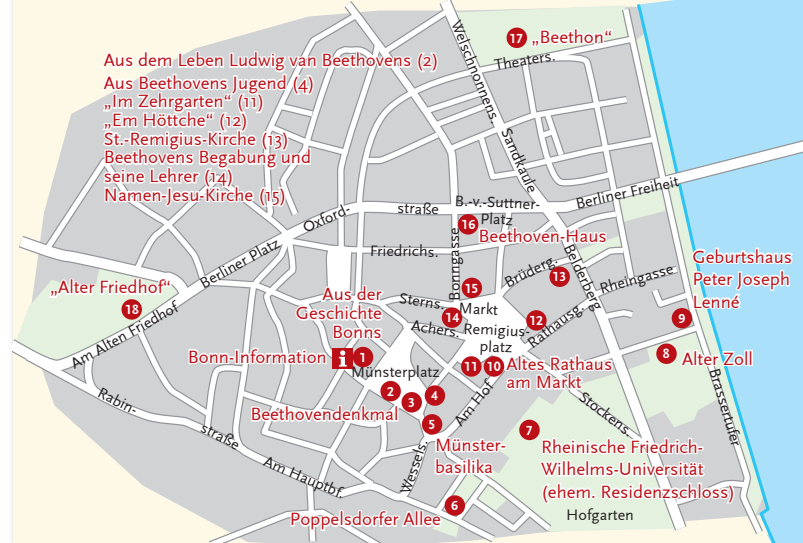 17 „Beethon“
Theaters.
Welschnonnens.
Aus dem Leben Ludwig van Beethovens (2)
Aus Beethovens Jugend (4)
„Im Zehrgarten“ (11)
„Em Höttche“ (12)
St.-Remigius-Kirche (13)
Beethovens Begabung und
seine Lehrer (14)
Namen-Jesu-Kirche (15)
Sandkaule
Berliner Freiheit
B.-v.-Suttner-
Platz
Oxford-
straße
16
Beethoven-Haus
Berliner Platz
Friedrichs.
Bonngasse
Brüderg.
13
Belderberg
Rheingasse
Geburtshaus
Peter Joseph
Lenné
9
„Alter Friedhof“
18
Am Alten Friedhof
Aus der
Geschichte
Bonns
Sterns.
15
Markt
14
Achers.
Remigius-
platz
12
Rathausg.
Bonn-Information
i
1
Münsterplatz
11
10
Altes Rathaus
am Markt
8
Alter Zoll
Brassertufer
2
3
4
Beethovendenkmal
5
Am Hof
Stockens.
Münster-
basilika
7
Rheinische Friedrich-
Wilhelms-Universität
(ehem. Residenzschloss)
Hofgarten
Rabin-
straße
Am Hauptbf.
Wessels.
6
Poppelsdorfer Allee